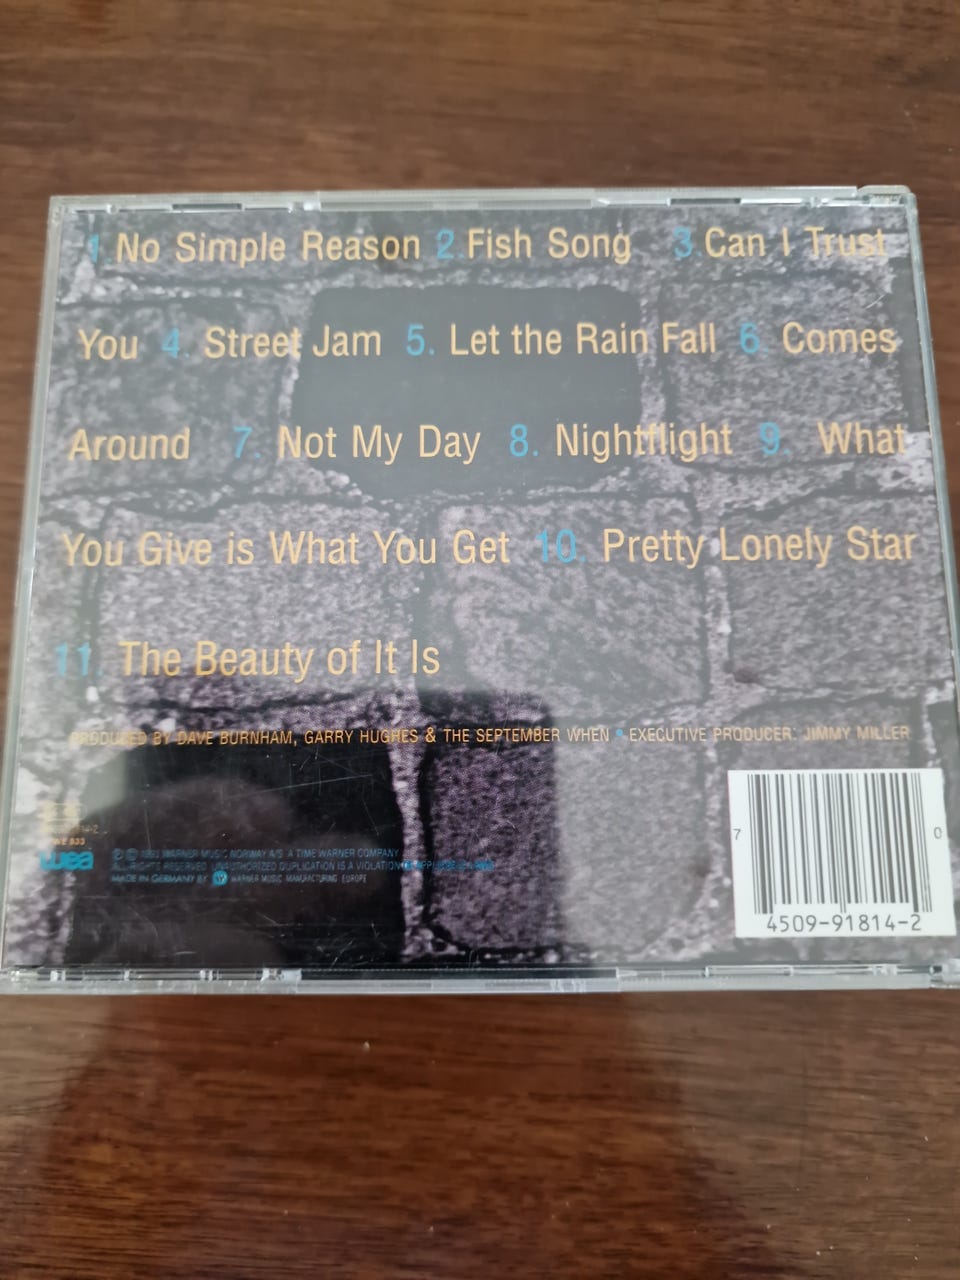 1. No Simple Reason 2 Fish Song 3. Can I Trust
You 4. Street Jam 5. Let the Rain Fall 6. Comes
Around 7. Not My Day 8. Nightflight 9. What
You Give is What You Get 10. Pretty Lonely Star
11. The Beauty of It Is
PRODUCED BY DAVE BURNHAM, GARRY HUGHES & THE SEPTEMBER WHEN • EXECUTIVE PRODUCER: JIMMY MILLER
wea
℗ © WARNER MUSIC NORWAY A/S. A TIME WARNER COMPANY
ALL RIGHTS RESERVED. UNAUTHORIZED DUPLICATION IS A VIOLATION OF APPLICABLE LAWS
MADE IN GERMANY BY WARNER MUSIC MANUFACTURING EUROPE
7 0
4509-91814-2